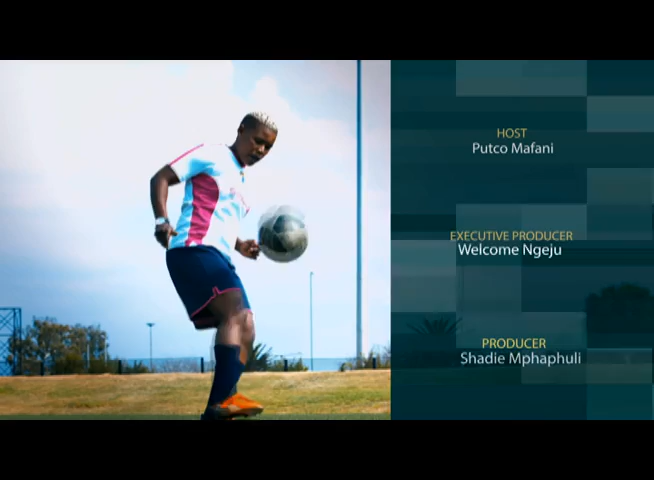 HOST
Putco Mafani
EXECUTIVE PRODUCER
Welcome Ngeju
PRODUCER
Shadie Mphaphuli